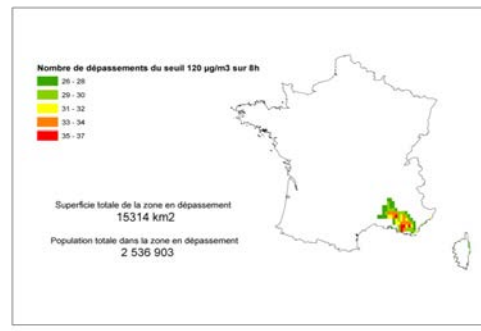 Nombre de dépassements du seuil 120 µg/m3 sur 8h
26 - 28
29 - 30
31 - 32
33 - 34
35 - 37
Superficie totale de la zone en dépassement
15314 km2
Population totale dans la zone en dépassement
2 536 903